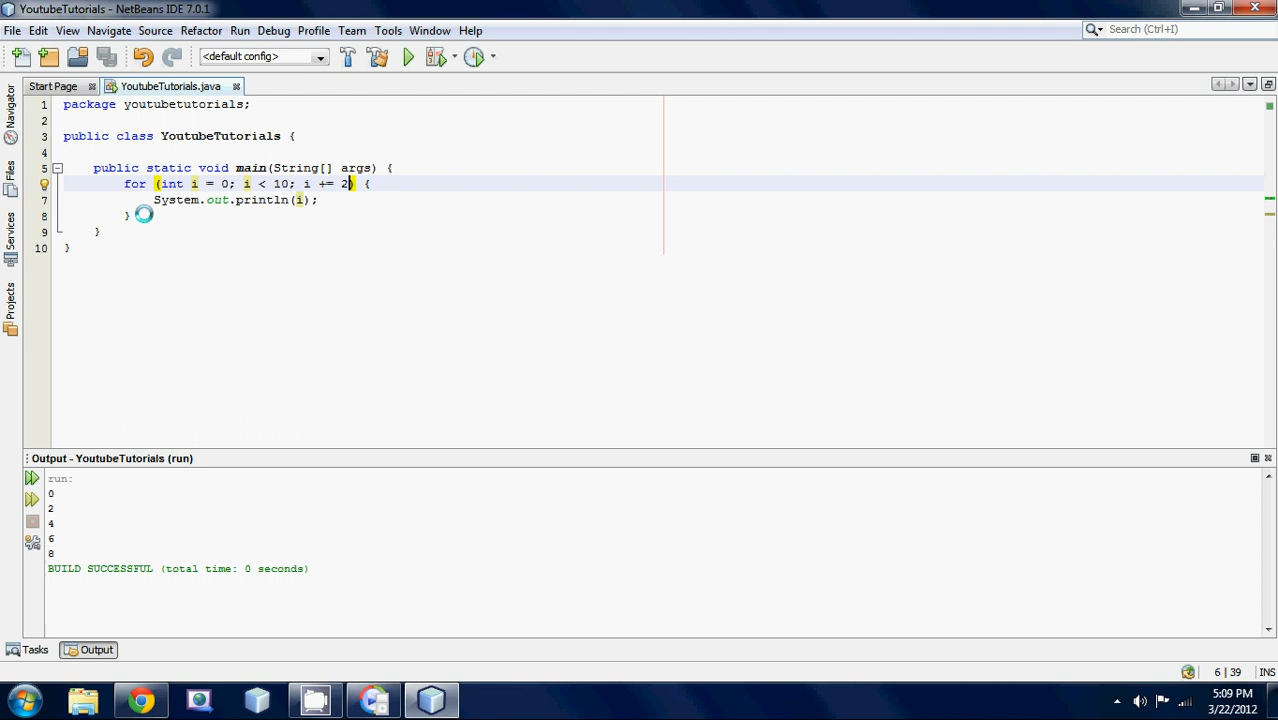 YoutubeTutorials - NetBeans IDE 7.0.1
File Edit View Navigate Source Refactor Run Debug Profile Team Tools Window Help
Search (Ctrl+I)
<default config>
Start Page YoutubeTutorials.java
Navigator
Files
Services
Projects
1 package youtubetutorials;
2
3 public class YoutubeTutorials {
4
5 public static void main(String[] args) {
for (int i = 0; i < 10; i += 2) {
7 System.out.println(i);
8 }
9 }
10 }
Output - YoutubeTutorials (run)
run:
0
2
4
6
8
BUILD SUCCESSFUL (total time: 0 seconds)
Tasks Output
6 | 39 INS
5:09 PM
3/22/2012